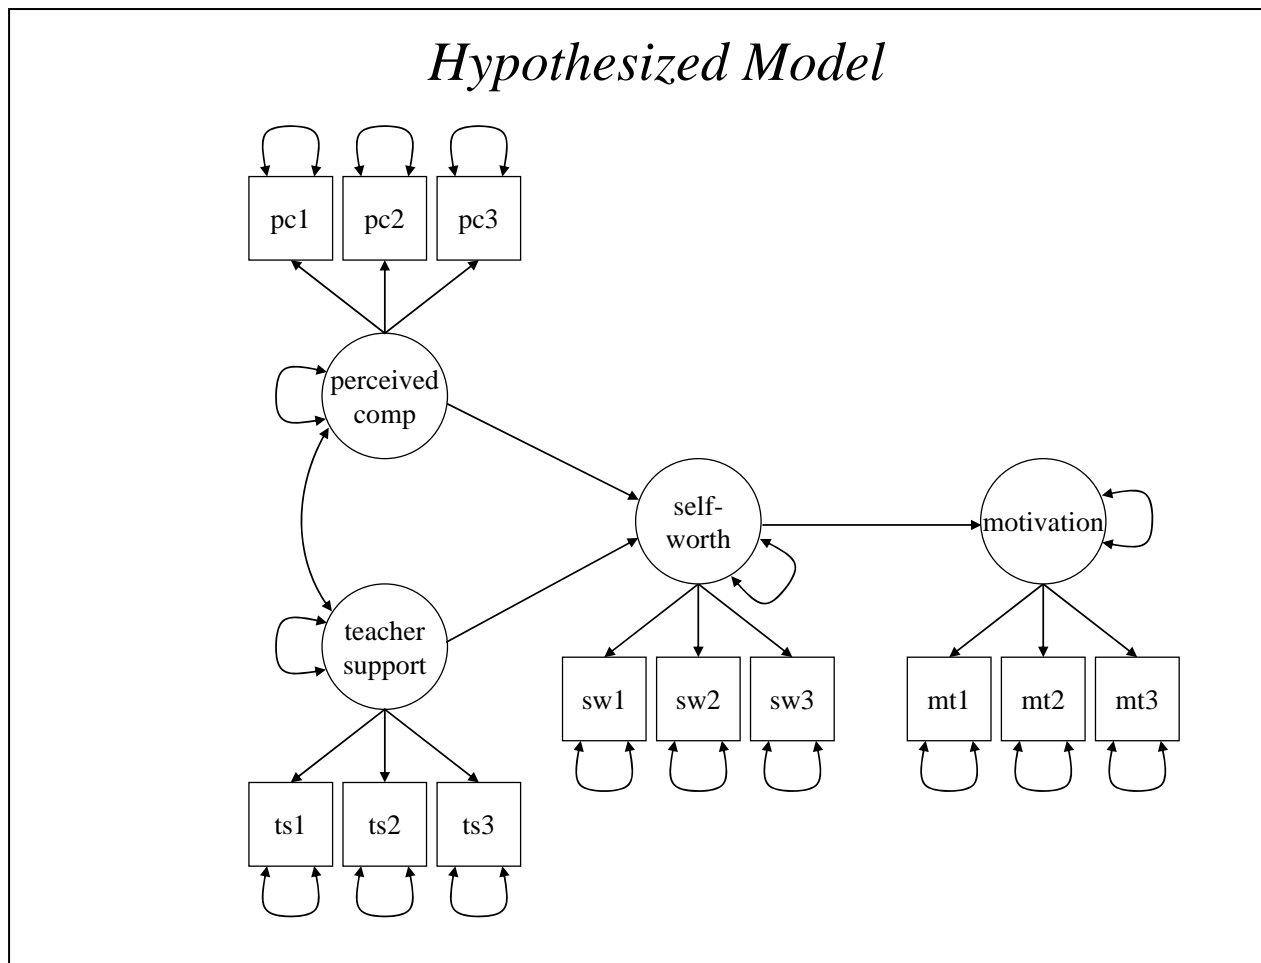 Hypothesized Model
pc1
pc2
pc3
perceived
comp
self-
worth
motivation
teacher
support
sw1
sw2
sw3
mt1
mt2
mt3
ts1
ts2
ts3